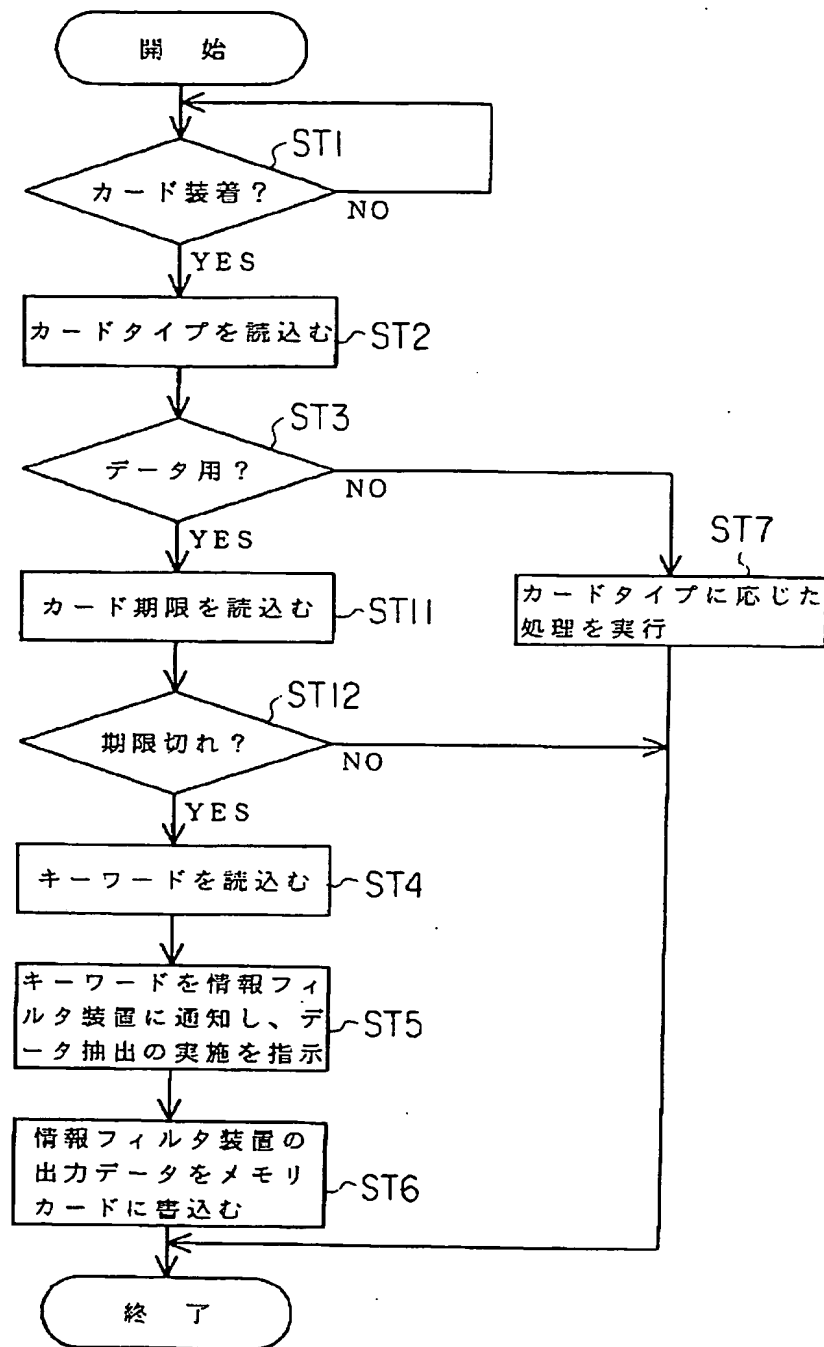 開始
ST1
カード装着?
NO
YES
カードタイプを読込む
ST2
ST3
データ用?
NO
YES
ST7
カード期限を読込む
ST11
カードタイプに応じた
処理を実行
ST12
期限切れ?
NO
YES
キーワードを読込む
ST4
キーワードを情報フィ
ルタ装置に通知し、デ
ータ抽出の実施を指示
ST5
情報フィルタ装置の
出力データをメモリ
カードに書込む
ST6
終了